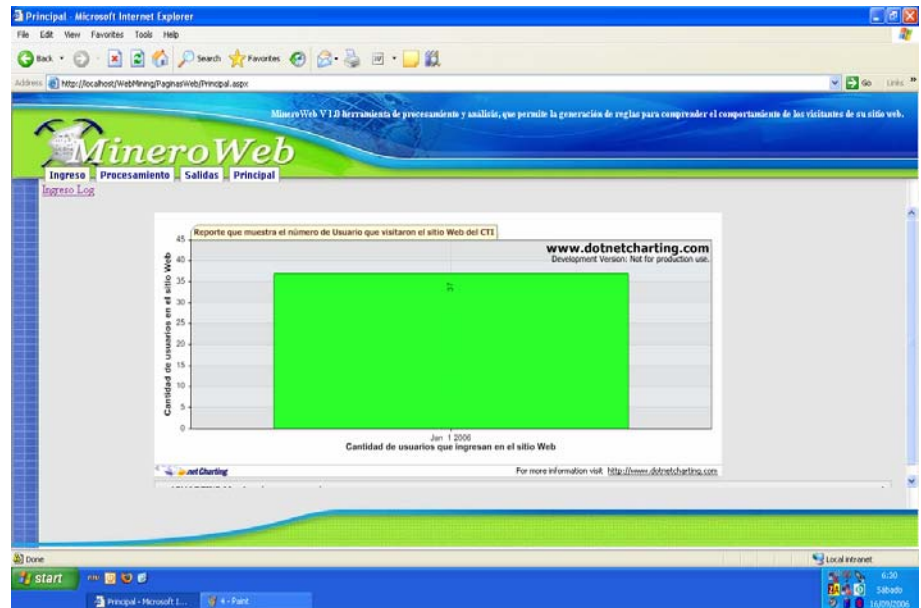 Principal - Microsoft Internet Explorer
File Edit View Favorites Tools Help
Back Search Favorites
Address http://localhost/WebMining/PaginasWeb/Principal.aspx Go Links
MineroWeb V1.0 herramienta de procesamiento y análisis, que permite la generación de reglas para comprender el comportamiento de los visitantes de su sitio web.
MineroWeb
Ingreso Procesamiento Salidas Principal
Ingreso Log
Reporte que muestra el número de Usuario que visitaron el sitio Web del CTI
www.dotnetcharting.com
Development Version: Not for production use.
Cantidad de usuarios en el sitio Web
45
40
35
30
25
20
15
10
5
0
37
Jan 1 2006
Cantidad de usuarios que ingresan en el sitio Web
.net Charting
For more information visit http://www.dotnetcharting.com
Done
Local intranet
start
Principal - Microsoft I...
4 - Paint
6:30
Sábado
16/09/2006